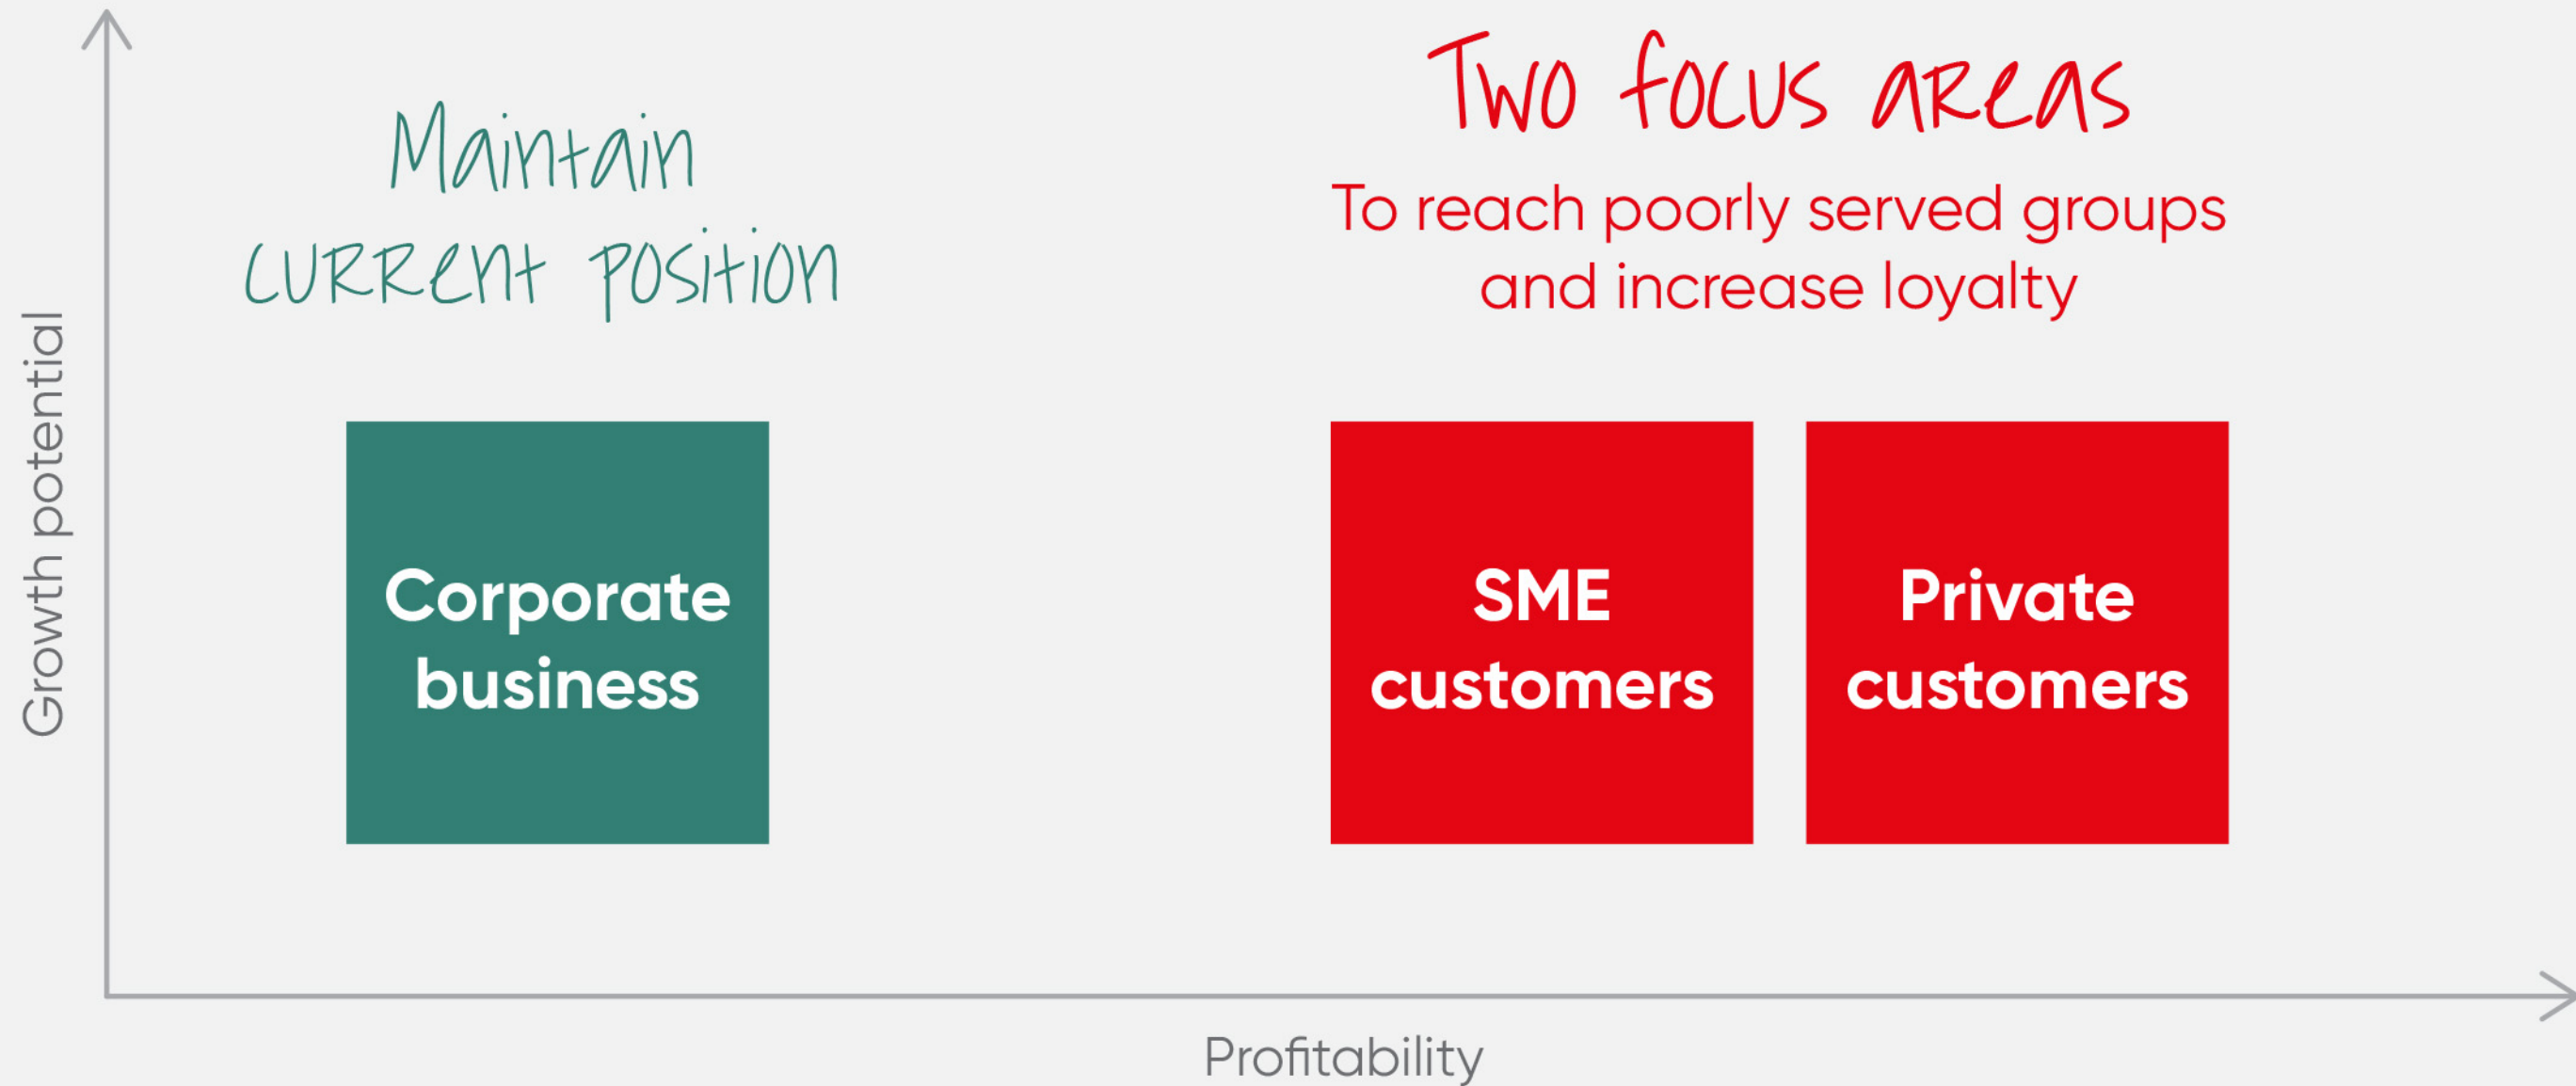 Maintain
current position
Two focus areas
To reach poorly served groups
and increase loyalty
Growth potential
Corporate
business
SME
customers
Private
customers
Profitability